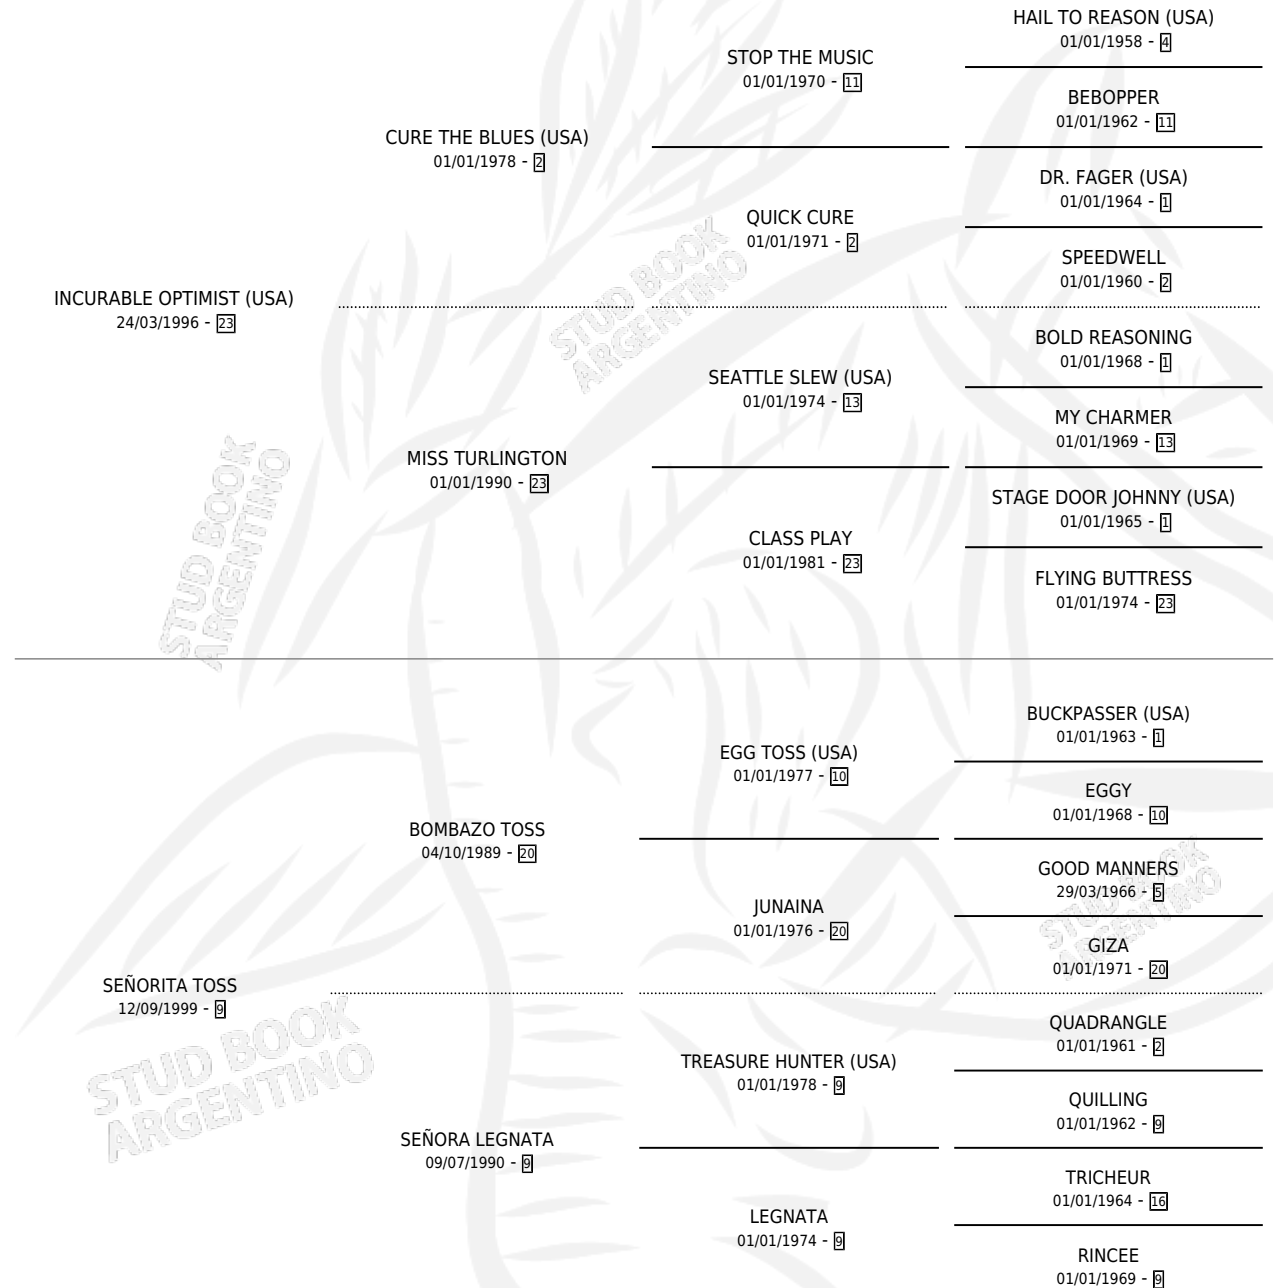 HAIL TO REASON (USA)
01/01/1958 - 4
STOP THE MUSIC
01/01/1970 - 11
BEBOPPER
01/01/1962 - 11
CURE THE BLUES (USA)
01/01/1978 - 2
DR. FAGER (USA)
01/01/1964 - 1
QUICK CURE
01/01/1971 - 2
SPEEDWELL
01/01/1960 - 2
INCURABLE OPTIMIST (USA)
24/03/1996 - 23
BOLD REASONING
01/01/1968 - 1
SEATTLE SLEW (USA)
01/01/1974 - 13
MY CHARMER
01/01/1969 - 13
MISS TURLINGTON
01/01/1990 - 23
STAGE DOOR JOHNNY (USA)
01/01/1965 - 1
CLASS PLAY
01/01/1981 - 23
FLYING BUTTRESS
01/01/1974 - 23
BUCKPASSER (USA)
01/01/1963 - 1
EGG TOSS (USA)
01/01/1977 - 10
EGGY
01/01/1968 - 10
BOMBAZO TOSS
04/10/1989 - 20
GOOD MANNERS
29/03/1966 - 5
JUNAINA
01/01/1976 - 20
GIZA
01/01/1971 - 20
SEÑORITA TOSS
12/09/1999 - 9
QUADRANGLE
01/01/1961 - 2
TREASURE HUNTER (USA)
01/01/1978 - 9
QUILLING
01/01/1962 - 9
SEÑORA LEGNATA
09/07/1990 - 9
TRICHEUR
01/01/1964 - 16
LEGNATA
01/01/1974 - 9
RINCEE
01/01/1969 - 9
STUD BOOK
ARGENTINO
STUD BOOK
ARGENTINO
STUD BOOK
ARGENTINO
STUD BOOK
ARGENTINO